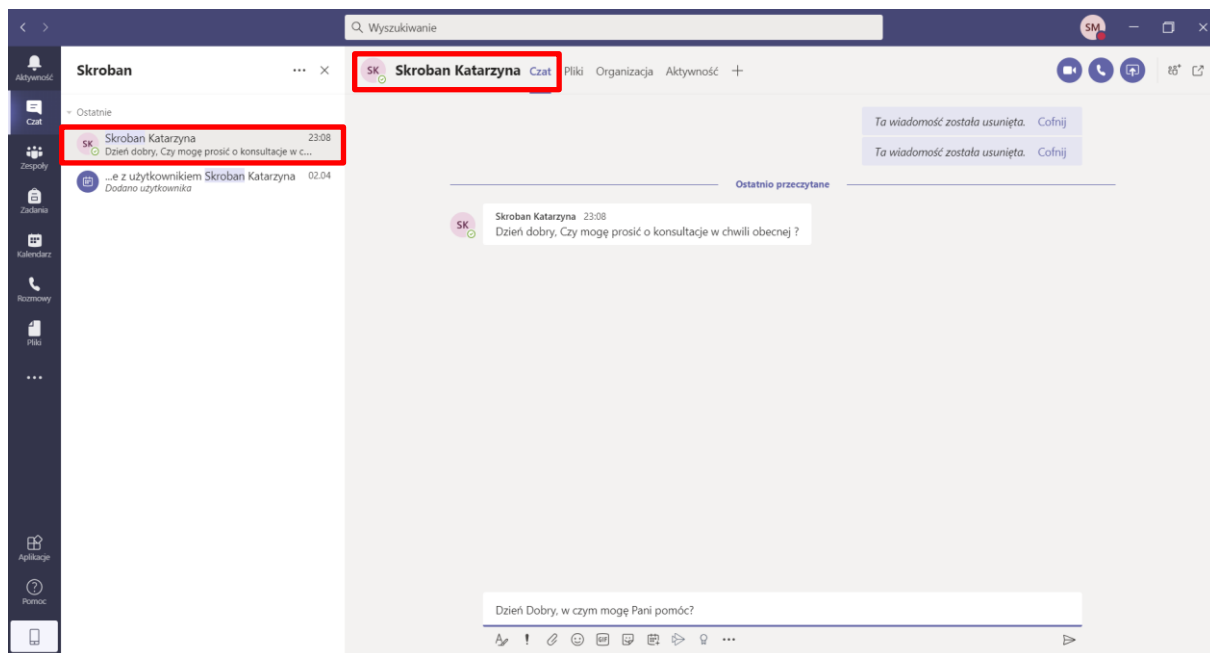 Wyszukiwanie
SM
Aktywność
Czat
Zespoły
Zadania
Kalendarz
Rozmowy
Pliki
Aplikacje
Pomoc
Skroban
Ostatnie
SK
Skroban Katarzyna 23:08
Dzień dobry, Czy mogę prosić o konsultacje w c...
...e z użytkownikiem Skroban Katarzyna 02.04
Dodano użytkownika
SK Skroban Katarzyna Czat Pliki Organizacja Aktywność
Ta wiadomość została usunięta. Cofnij
Ta wiadomość została usunięta. Cofnij
Ostatnio przeczytane
SK
Skroban Katarzyna 23:08
Dzień dobry, Czy mogę prosić o konsultacje w chwili obecnej ?
Dzień Dobry, w czym mogę Pani pomóc?
GIF